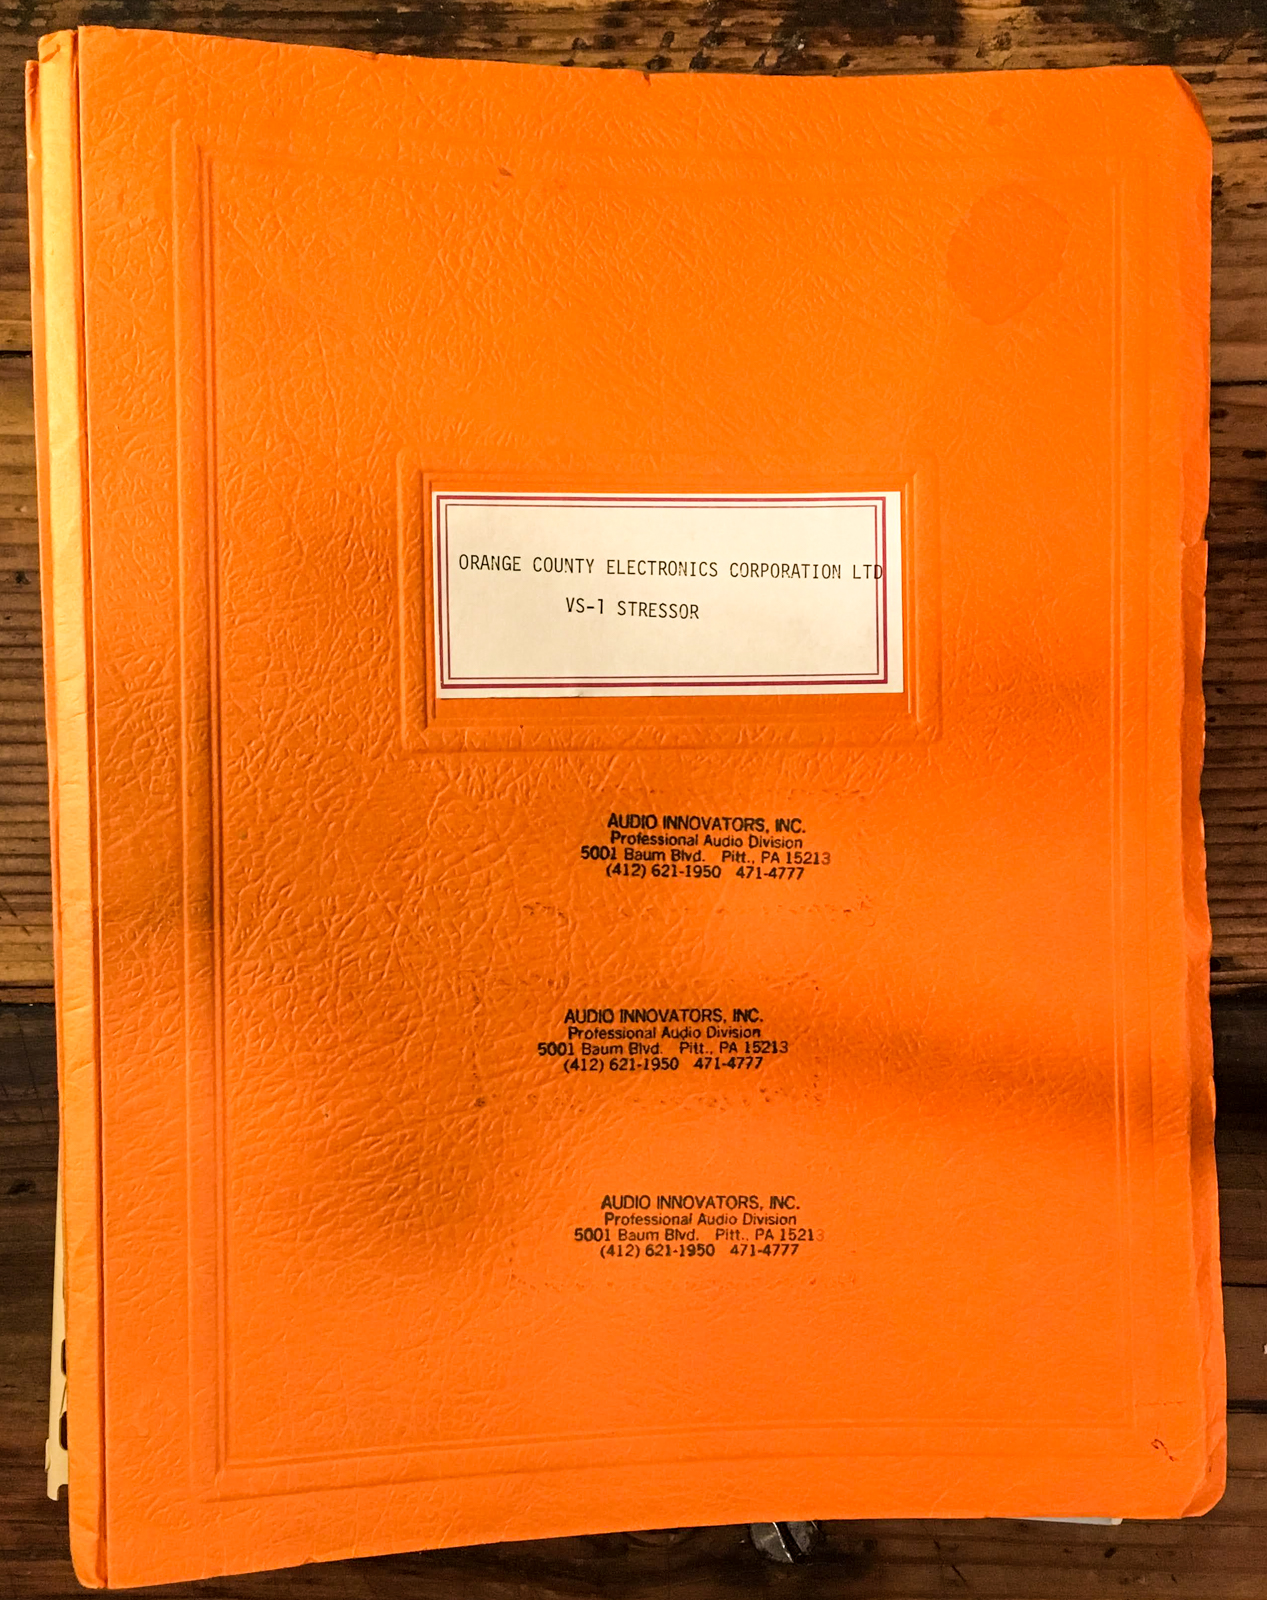 ORANGE COUNTY ELECTRONICS CORPORATION LTD
VS-1 STRESSOR
AUDIO INNOVATORS, INC.
Professional Audio Division
5001 Baum Blvd. Pitt., PA 15213
(412) 621-1950 471-4777
AUDIO INNOVATORS, INC.
Professional Audio Division
5001 Baum Blvd. Pitt., PA 15213
(412) 621-1950 471-4777
AUDIO INNOVATORS, INC.
Professional Audio Division
5001 Baum Blvd. Pitt., PA 15213
(412) 621-1950 471-4777